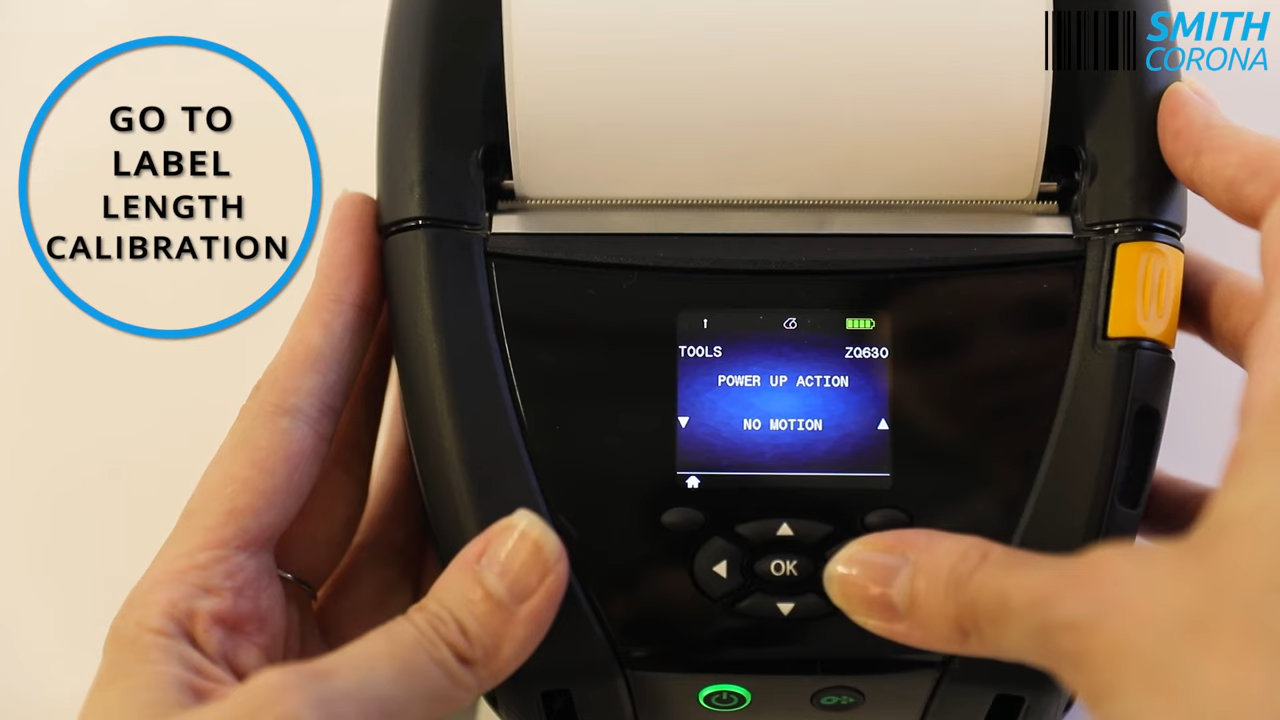 GO TO
LABEL
LENGTH
CALIBRATION
SMITH
CORONA
TOOLS
ZQ630
POWER UP ACTION
NO MOTION
OK